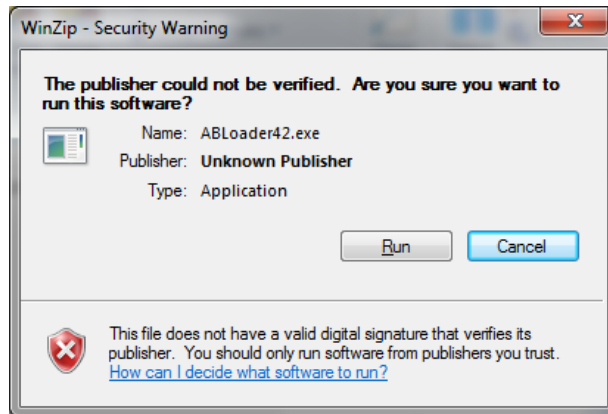 WinZip - Security Warning
The publisher could not be verified. Are you sure you want to
run this software?
Name: ABLoader42.exe
Publisher: Unknown Publisher
Type: Application
Run Cancel
This file does not have a valid digital signature that verifies its
publisher. You should only run software from publishers you trust.
How can I decide what software to run?